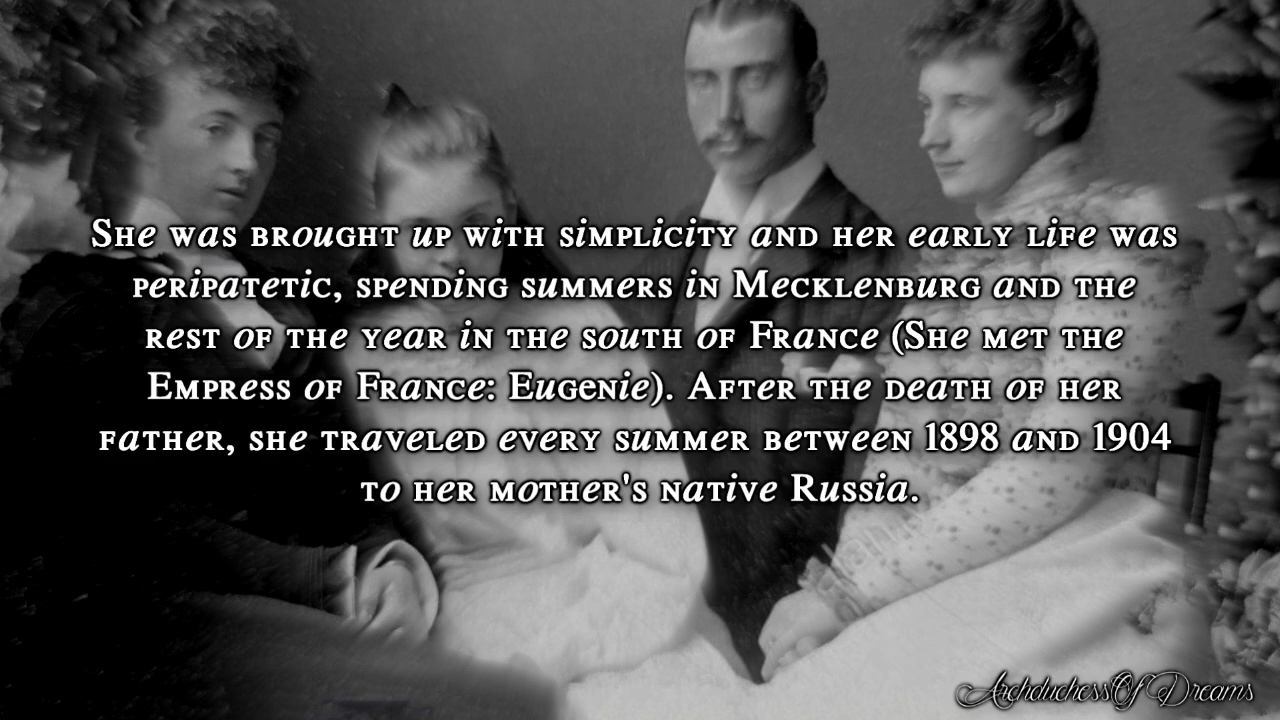 She was brought up with simplicity and her early life was
peripatetic, spending summers in Mecklenburg and the
rest of the year in the south of France (She met the
Empress of France: Eugenie). After the death of her
father, she traveled every summer between 1898 and 1904
to her mother's native Russia.
ArchduchessOfDreams